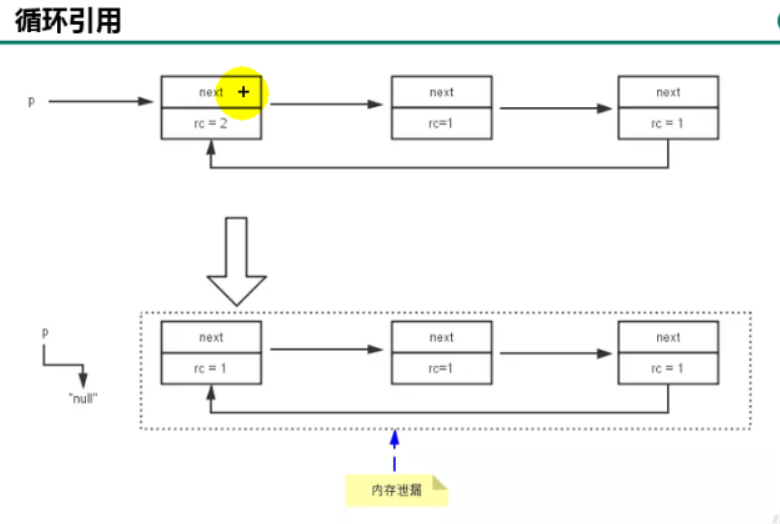 循环引用
p
next
next
next
rc = 2
rc=1
rc = 1
p
next
next
next
rc = 1
rc=1
rc = 1
"null"
内存泄漏